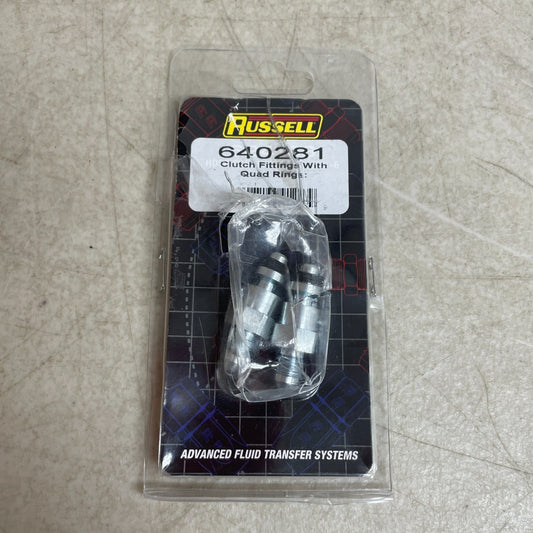 RUSSELL
640281
Clutch Fittings With
Quad Rings:
ADVANCED FLUID TRANSFER SYSTEMS